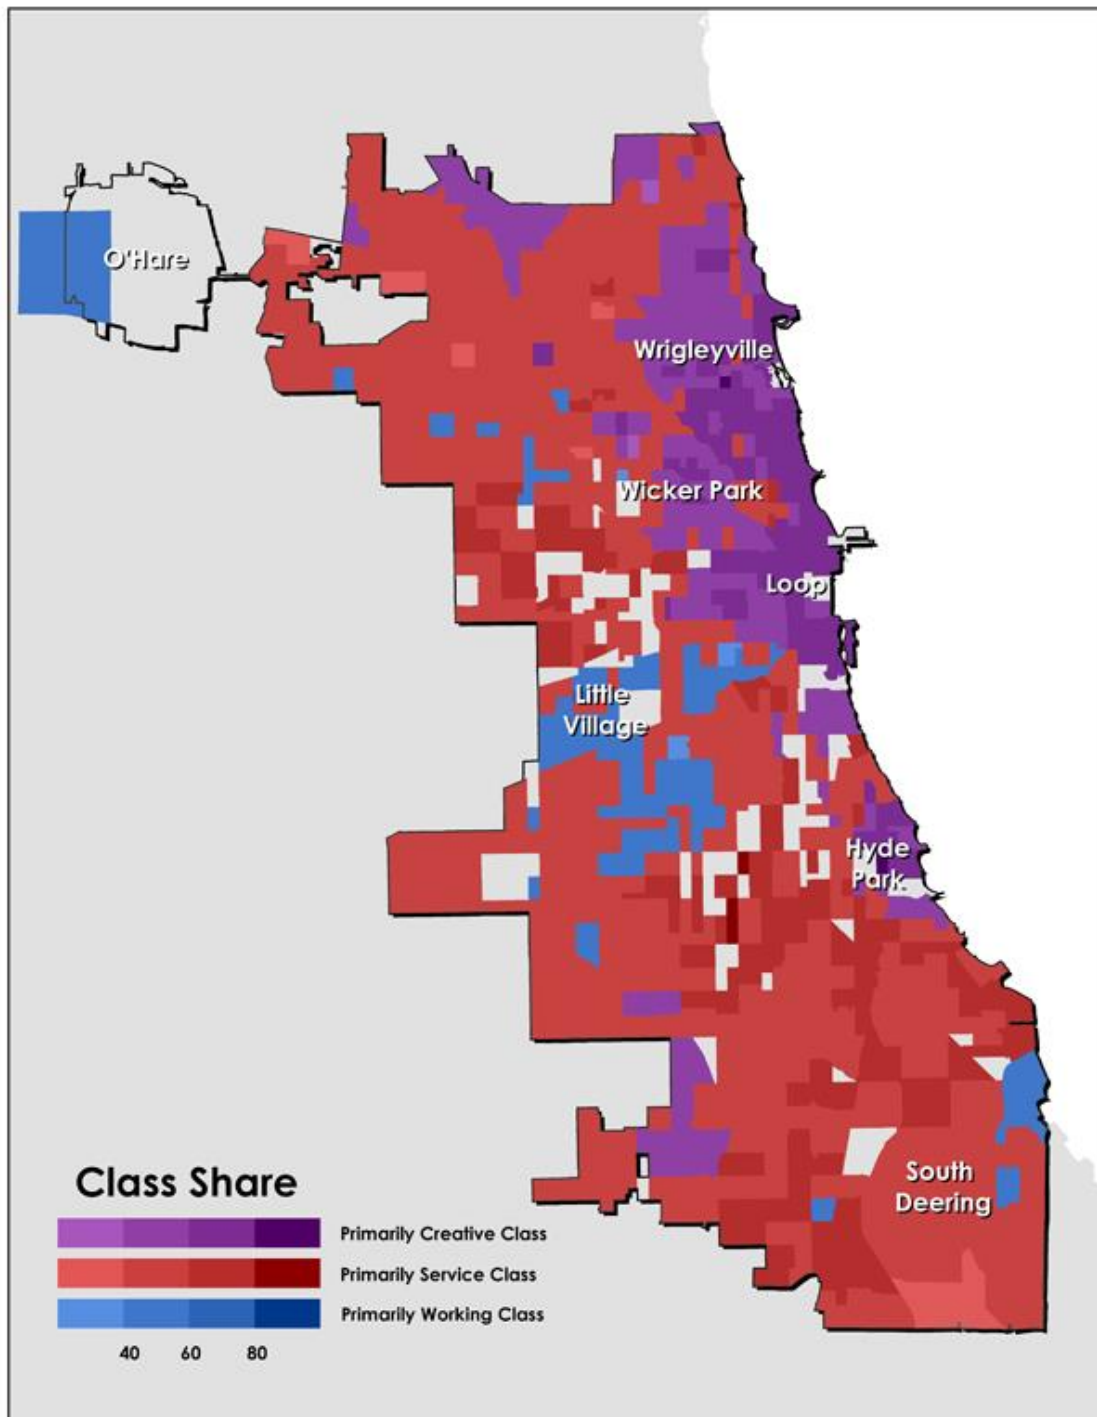 O'Hare
Wrigleyville
Wicker Park
Loop
Little
Village
Hyde
Park
South
Deering
Class Share
Primarily Creative Class
Primarily Service Class
Primarily Working Class
40 60 80